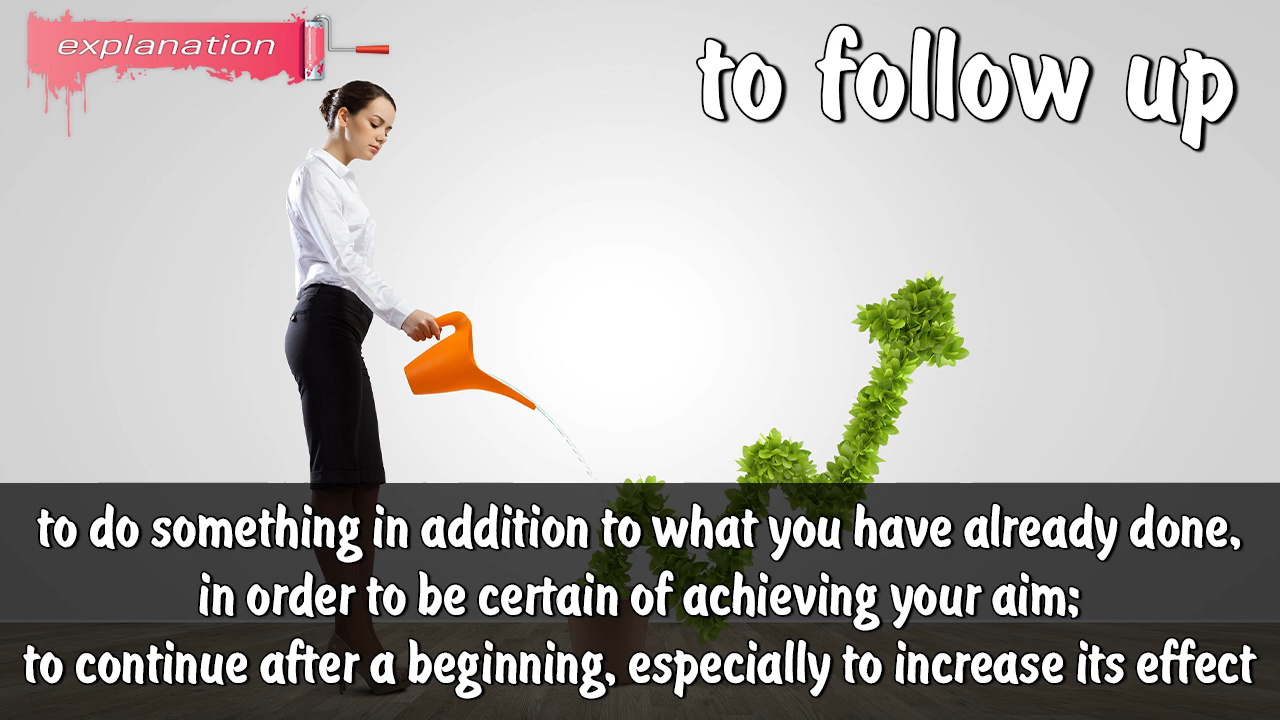 explanation
to follow up
to do something in addition to what you have already done,
in order to be certain of achieving your aim;
to continue after a beginning, especially to increase its effect